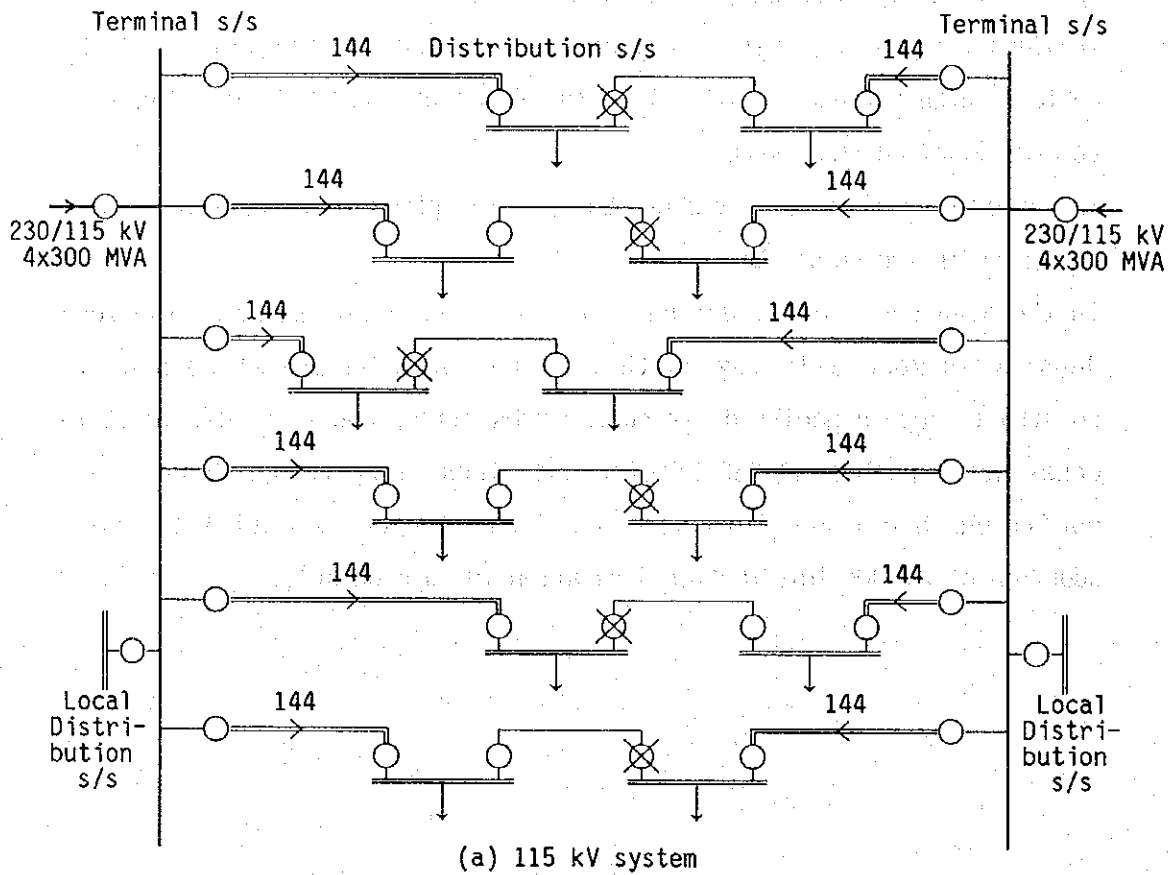 Terminal s/s
Terminal s/s
144
Distribution s/s
144
144
144
230/115 kV
4x300 MVA
230/115 kV
4x300 MVA
144
144
144
144
144
144
Local
Distri-
bution
s/s
Local
Distri-
bution
s/s
144
144
(a) 115 kV system